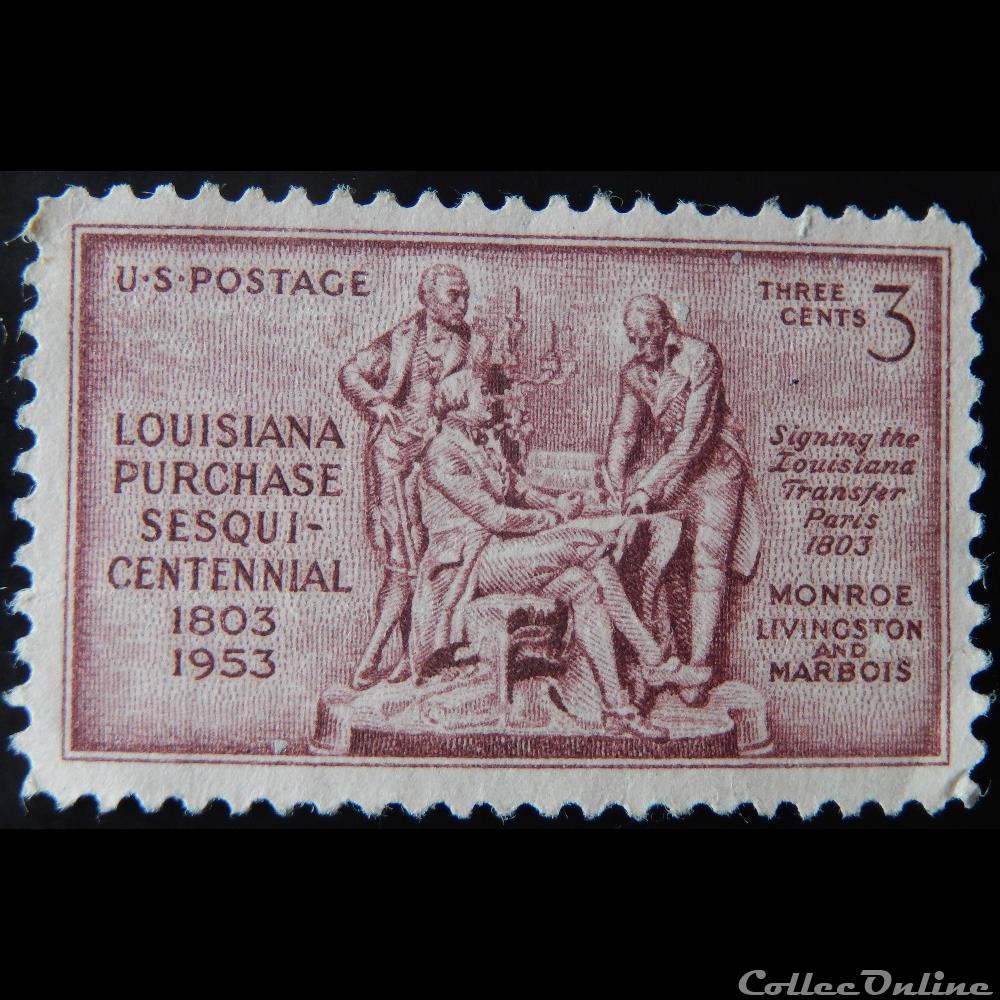 U·S·POSTAGE
THREE
CENTS 3
LOUISIANA
PURCHASE
SESQUI-
CENTENNIAL
1803
1953
Signing the
Louisiana
Transfer
Paris
1803
MONROE
LIVINGSTON
AND
MARBOIS
CollecOnline